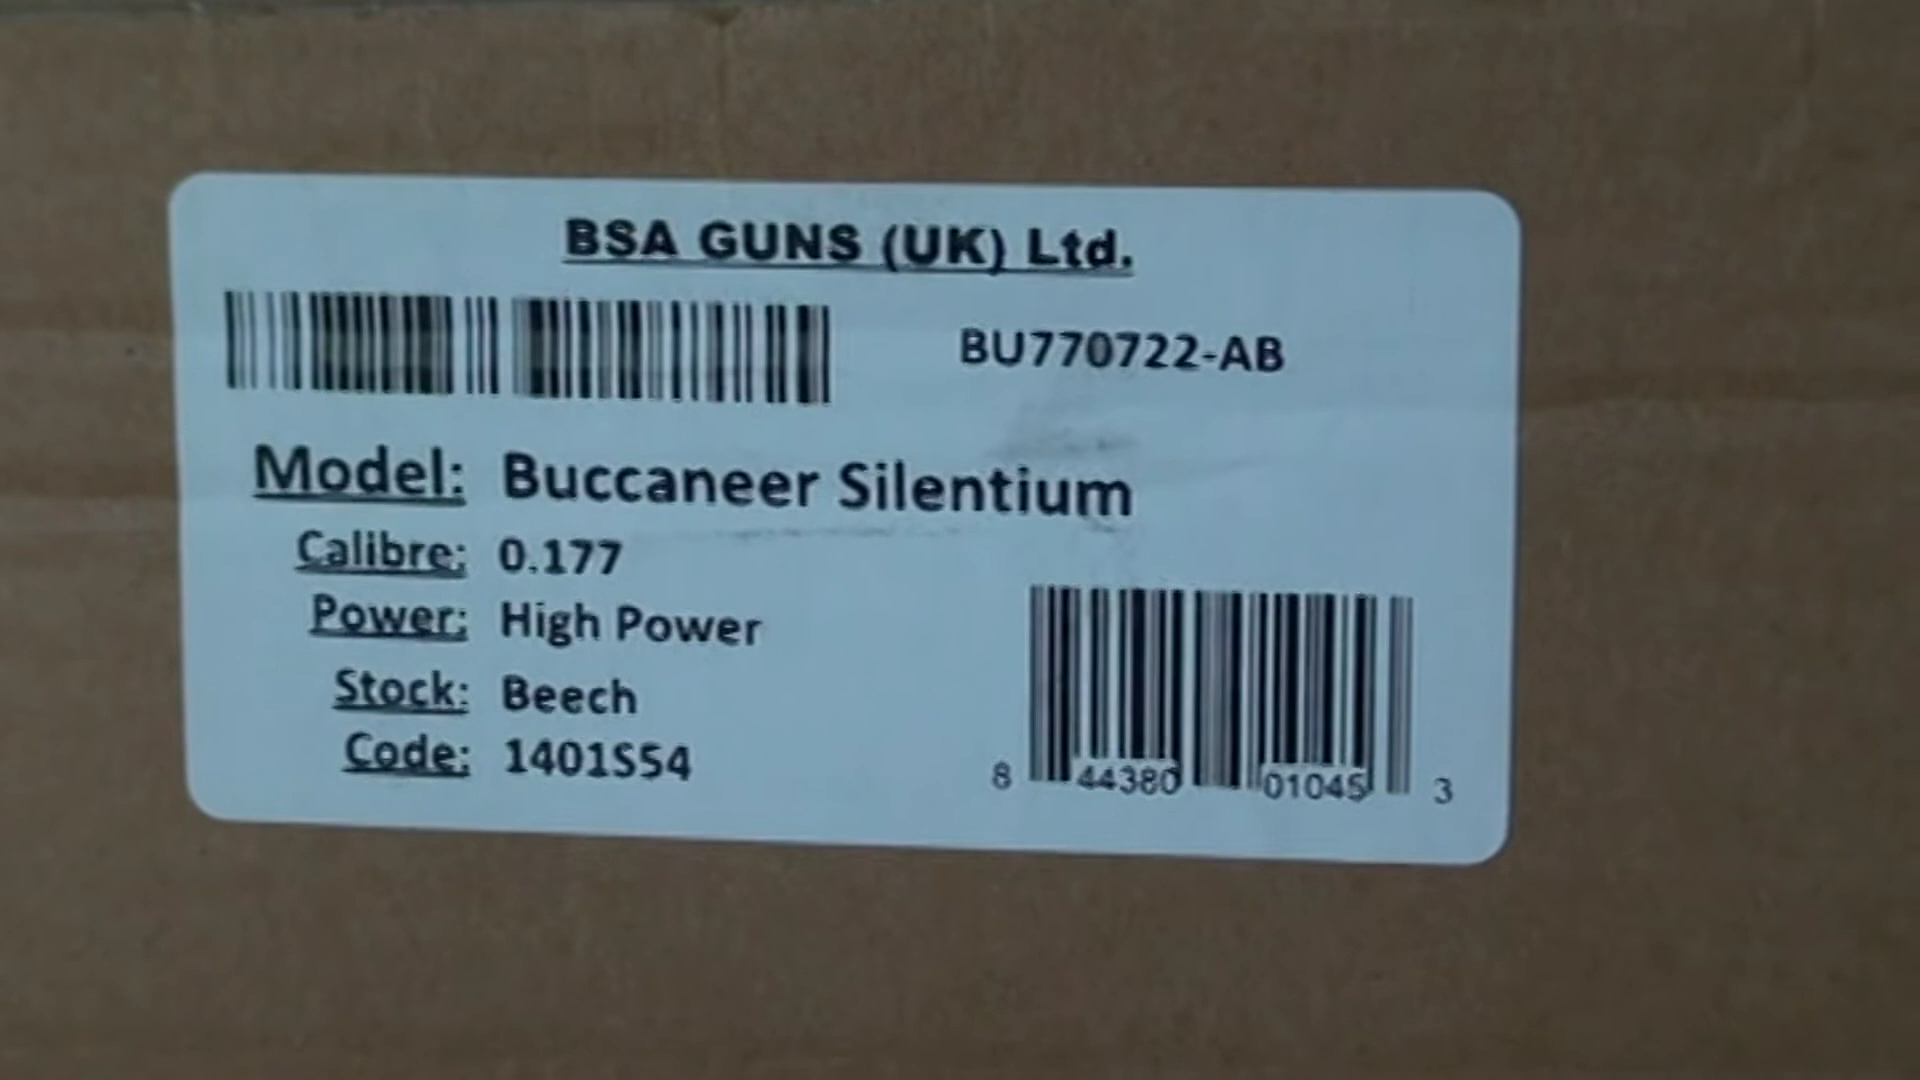 BSA GUNS (UK) Ltd.
BU770722-AB
Model: Buccaneer Silentium
Calibre: 0.177
Power: High Power
Stock: Beech
Code: 1401S54
8 44380 01045 3